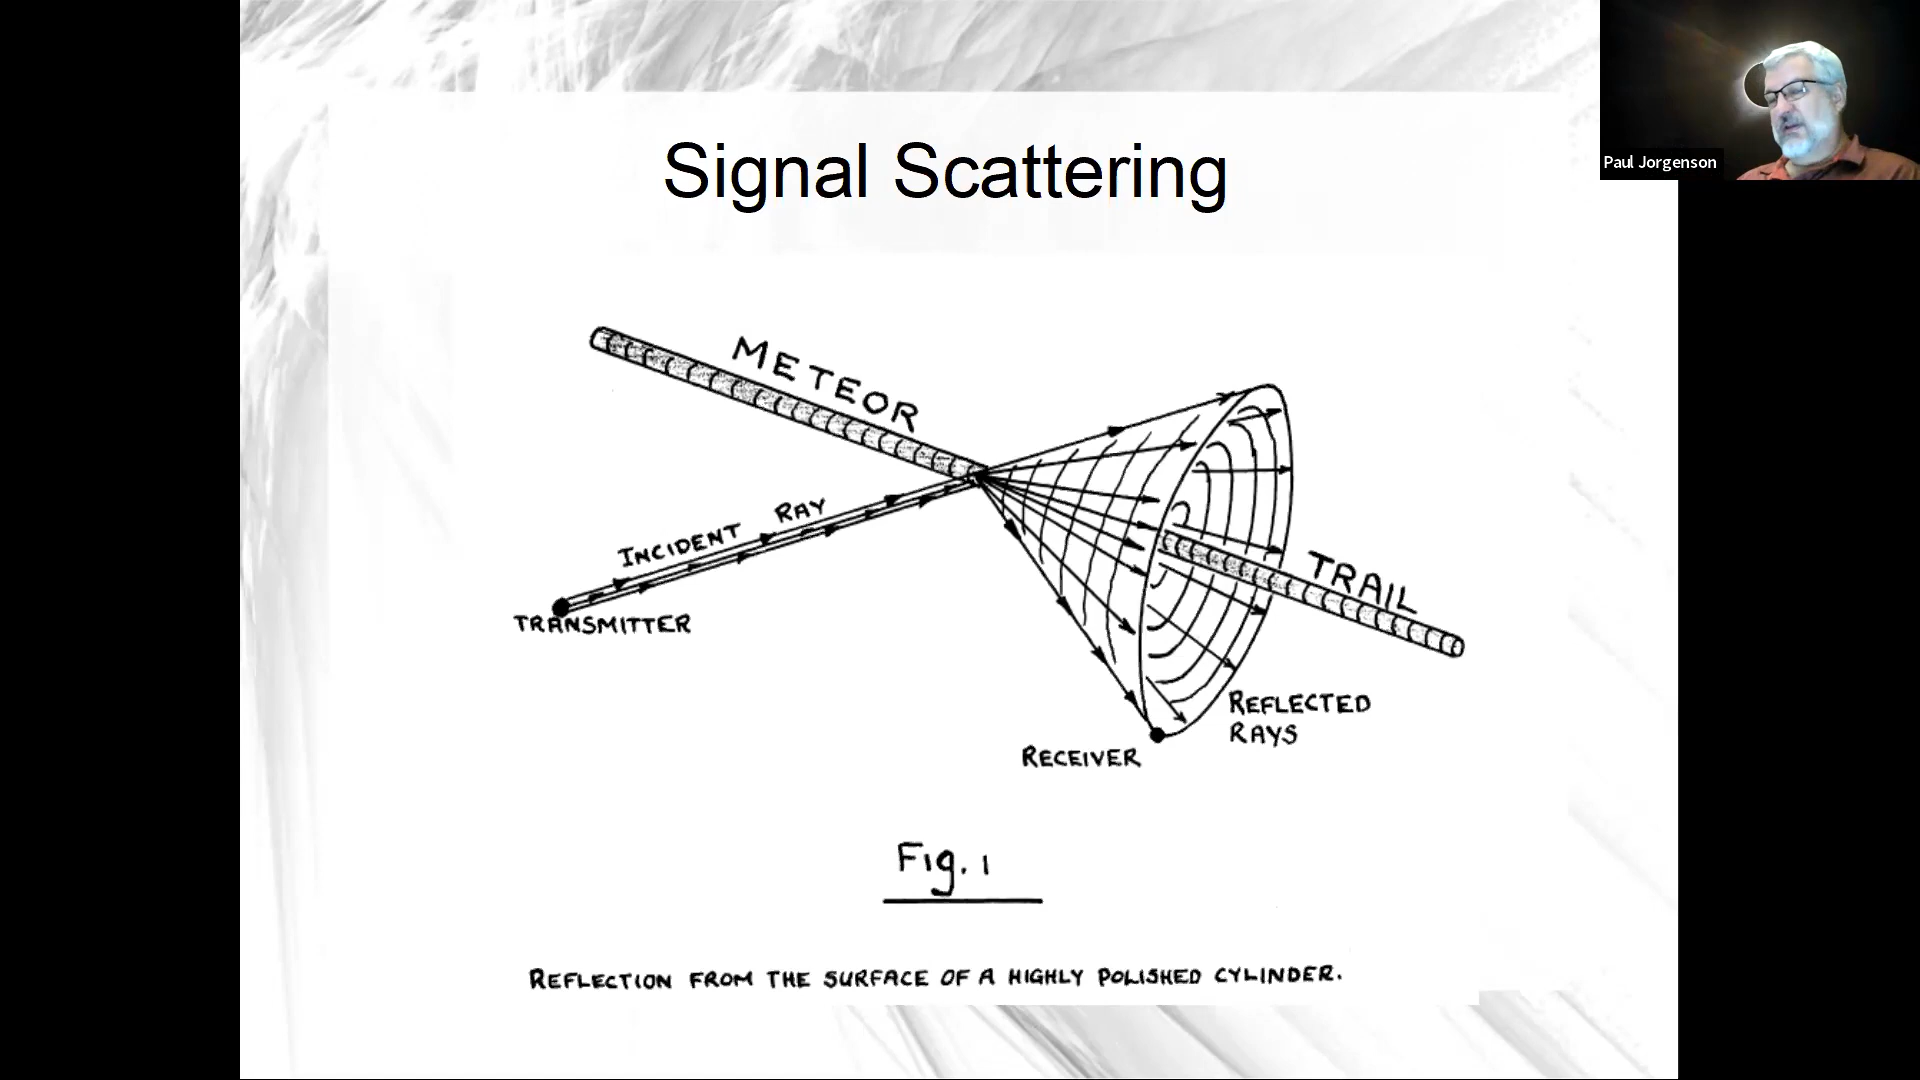 Signal Scattering
Paul Jorgenson
METEOR
INCIDENT RAY
TRANSMITTER
TRAIL
REFLECTED
RAYS
RECEIVER
Fig. 1
REFLECTION FROM THE SURFACE OF A HIGHLY POLISHED CYLINDER.